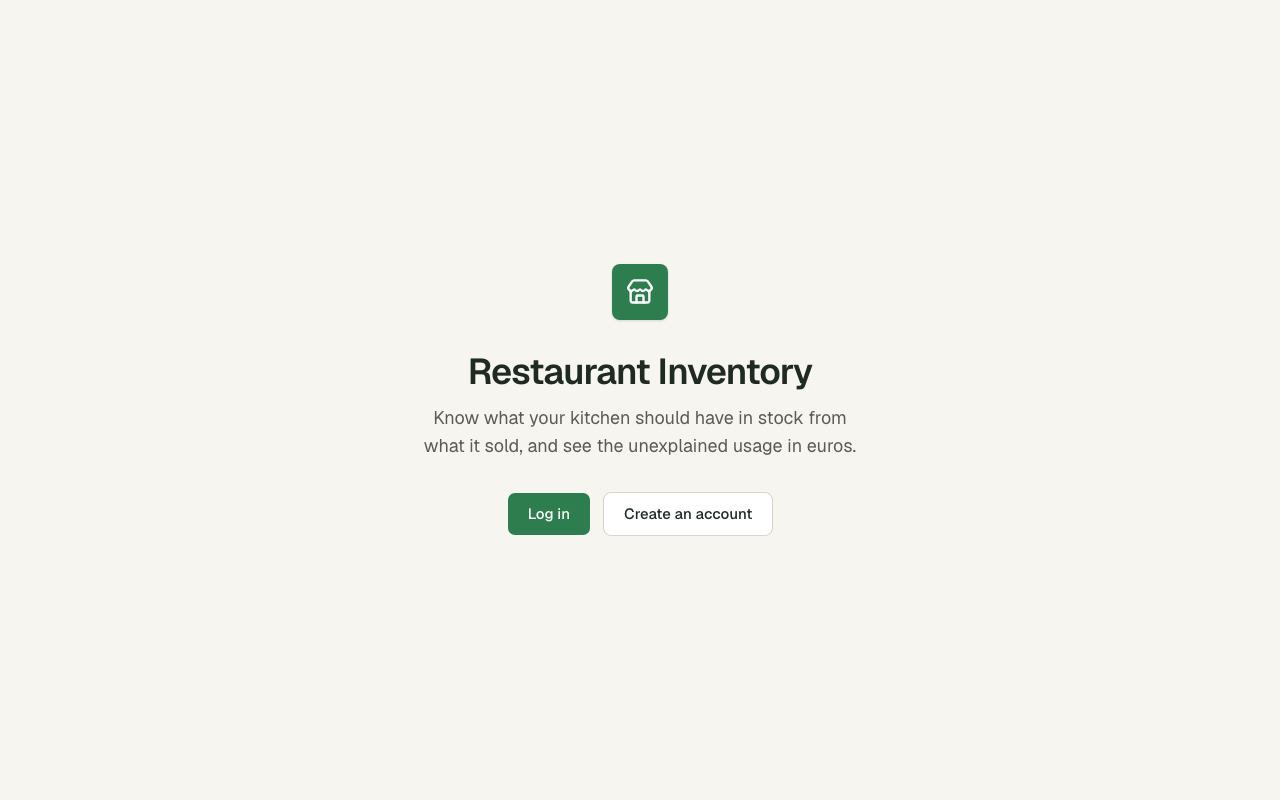 Restaurant Inventory
Know what your kitchen should have in stock from
what it sold, and see the unexplained usage in euros.
Log in
Create an account